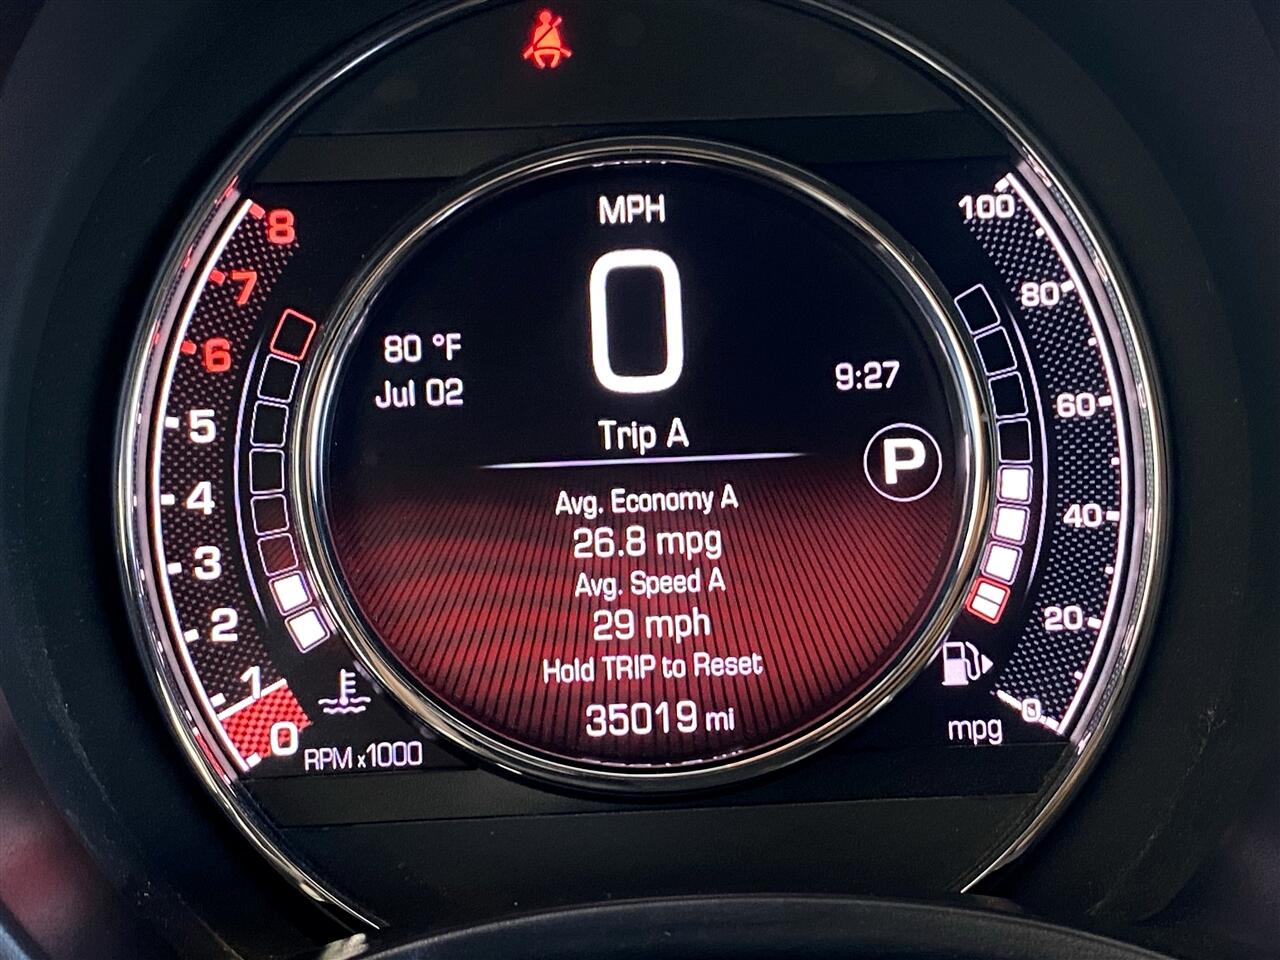 MPH
0
80 °F
Jul 02
9:27
P
Trip A
Avg. Economy A
26.8 mpg
Avg. Speed A
29 mph
Hold TRIP to Reset
35019 mi
8
7
6
5
4
3
2
1
0
RPM x1000
100
80
60
40
20
0
mpg